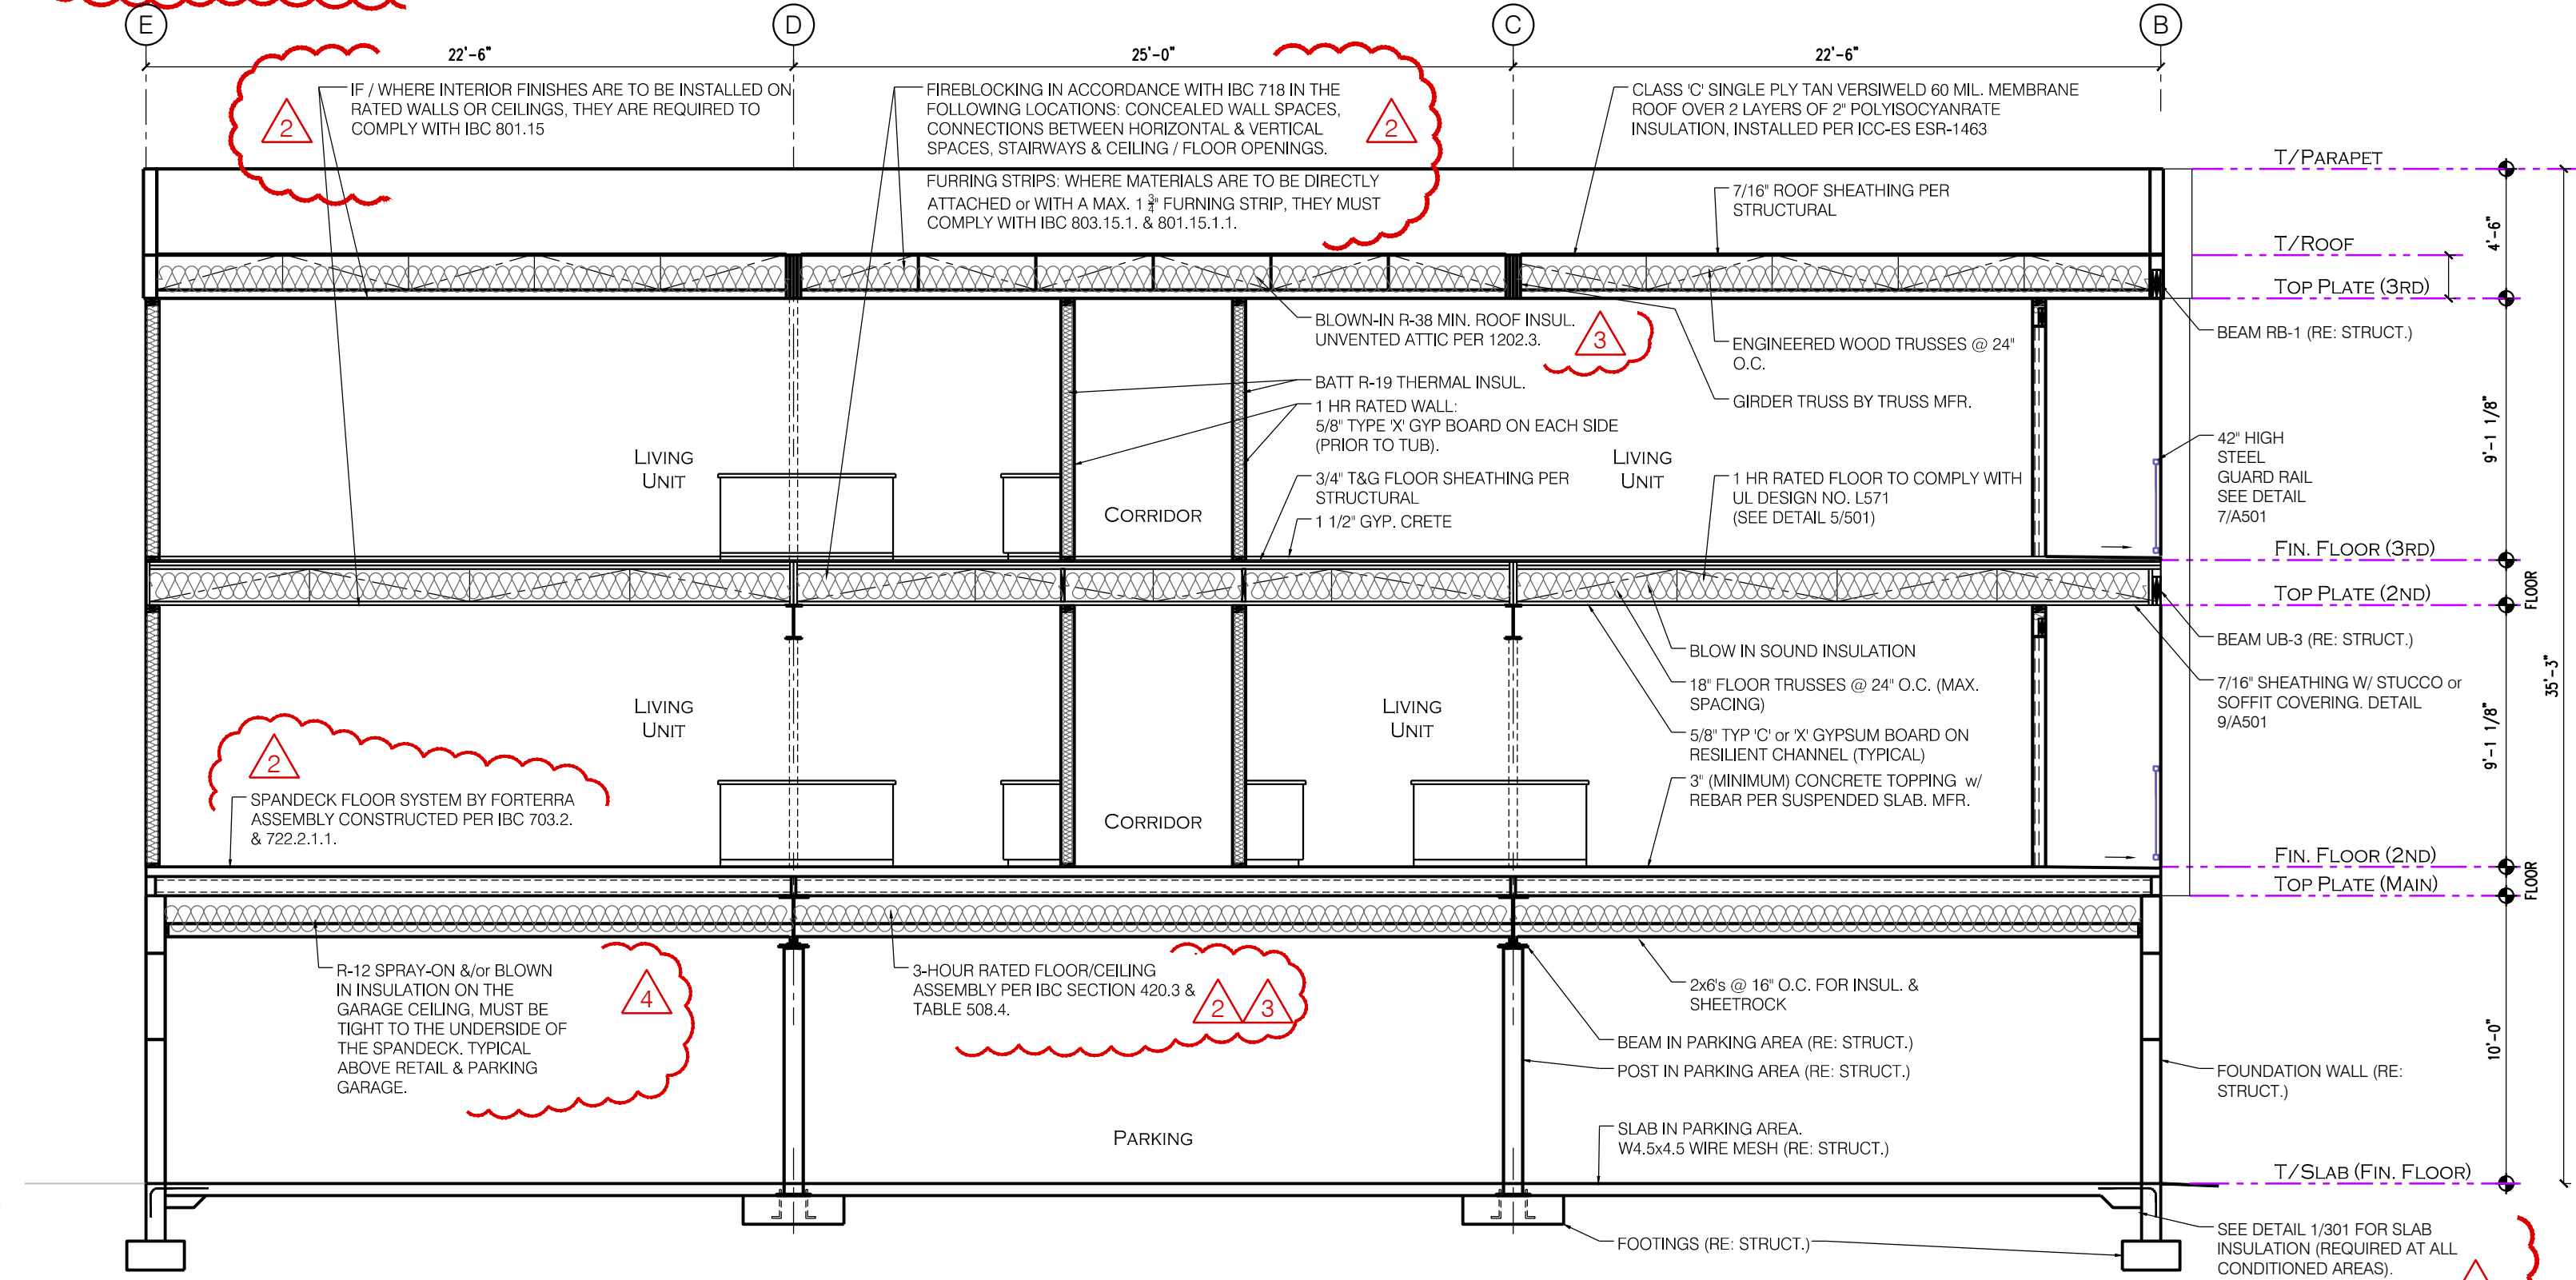 E
D
C
B
22'-6"
25'-0"
22'-6"
2
IF / WHERE INTERIOR FINISHES ARE TO BE INSTALLED ON
RATED WALLS OR CEILINGS, THEY ARE REQUIRED TO
COMPLY WITH IBC 801.15
FIREBLOCKING IN ACCORDANCE WITH IBC 718 IN THE
FOLLOWING LOCATIONS: CONCEALED WALL SPACES,
CONNECTIONS BETWEEN HORIZONTAL & VERTICAL
SPACES, STAIRWAYS & CEILING / FLOOR OPENINGS.
FURRING STRIPS: WHERE MATERIALS ARE TO BE DIRECTLY
ATTACHED or WITH A MAX. 1 3/4" FURNING STRIP, THEY MUST
COMPLY WITH IBC 803.15.1. & 801.15.1.1.
2
CLASS 'C' SINGLE PLY TAN VERSIWELD 60 MIL. MEMBRANE
ROOF OVER 2 LAYERS OF 2" POLYISOCYANRATE
INSULATION, INSTALLED PER ICC-ES ESR-1463
7/16" ROOF SHEATHING PER
STRUCTURAL
T/PARAPET
4'-6"
T/ROOF
TOP PLATE (3RD)
BLOWN-IN R-38 MIN. ROOF INSUL.
UNVENTED ATTIC PER 1202.3.
3
ENGINEERED WOOD TRUSSES @ 24"
O.C.
GIRDER TRUSS BY TRUSS MFR.
BEAM RB-1 (RE: STRUCT.)
BATT R-19 THERMAL INSUL.
1 HR RATED WALL:
5/8" TYPE 'X' GYP BOARD ON EACH SIDE
(PRIOR TO TUB).
3/4" T&G FLOOR SHEATHING PER
STRUCTURAL
1 1/2" GYP. CRETE
LIVING
UNIT
CORRIDOR
LIVING
UNIT
1 HR RATED FLOOR TO COMPLY WITH
UL DESIGN NO. L571
(SEE DETAIL 5/501)
42" HIGH
STEEL
GUARD RAIL
SEE DETAIL
7/A501
9'-1 1/8"
FIN. FLOOR (3RD)
FLOOR
TOP PLATE (2ND)
BEAM UB-3 (RE: STRUCT.)
7/16" SHEATHING W/ STUCCO or
SOFFIT COVERING. DETAIL
9/A501
35'-3"
9'-1 1/8"
BLOW IN SOUND INSULATION
18" FLOOR TRUSSES @ 24" O.C. (MAX.
SPACING)
5/8" TYP 'C' or 'X' GYPSUM BOARD ON
RESILIENT CHANNEL (TYPICAL)
3" (MINIMUM) CONCRETE TOPPING w/
REBAR PER SUSPENDED SLAB. MFR.
LIVING
UNIT
LIVING
UNIT
CORRIDOR
2
SPANDECK FLOOR SYSTEM BY FORTERRA
ASSEMBLY CONSTRUCTED PER IBC 703.2.
& 722.2.1.1.
FIN. FLOOR (2ND)
FLOOR
TOP PLATE (MAIN)
R-12 SPRAY-ON &/or BLOWN
IN INSULATION ON THE
GARAGE CEILING, MUST BE
TIGHT TO THE UNDERSIDE OF
THE SPANDECK. TYPICAL
ABOVE RETAIL & PARKING
GARAGE.
4
3-HOUR RATED FLOOR/CEILING
ASSEMBLY PER IBC SECTION 420.3 &
TABLE 508.4.
2
3
2x6's @ 16" O.C. FOR INSUL. &
SHEETROCK
BEAM IN PARKING AREA (RE: STRUCT.)
POST IN PARKING AREA (RE: STRUCT.)
10'-0"
FOUNDATION WALL (RE:
STRUCT.)
PARKING
SLAB IN PARKING AREA.
W4.5x4.5 WIRE MESH (RE: STRUCT.)
T/SLAB (FIN. FLOOR)
FOOTINGS (RE: STRUCT.)
SEE DETAIL 1/301 FOR SLAB
INSULATION (REQUIRED AT ALL
CONDITIONED AREAS).